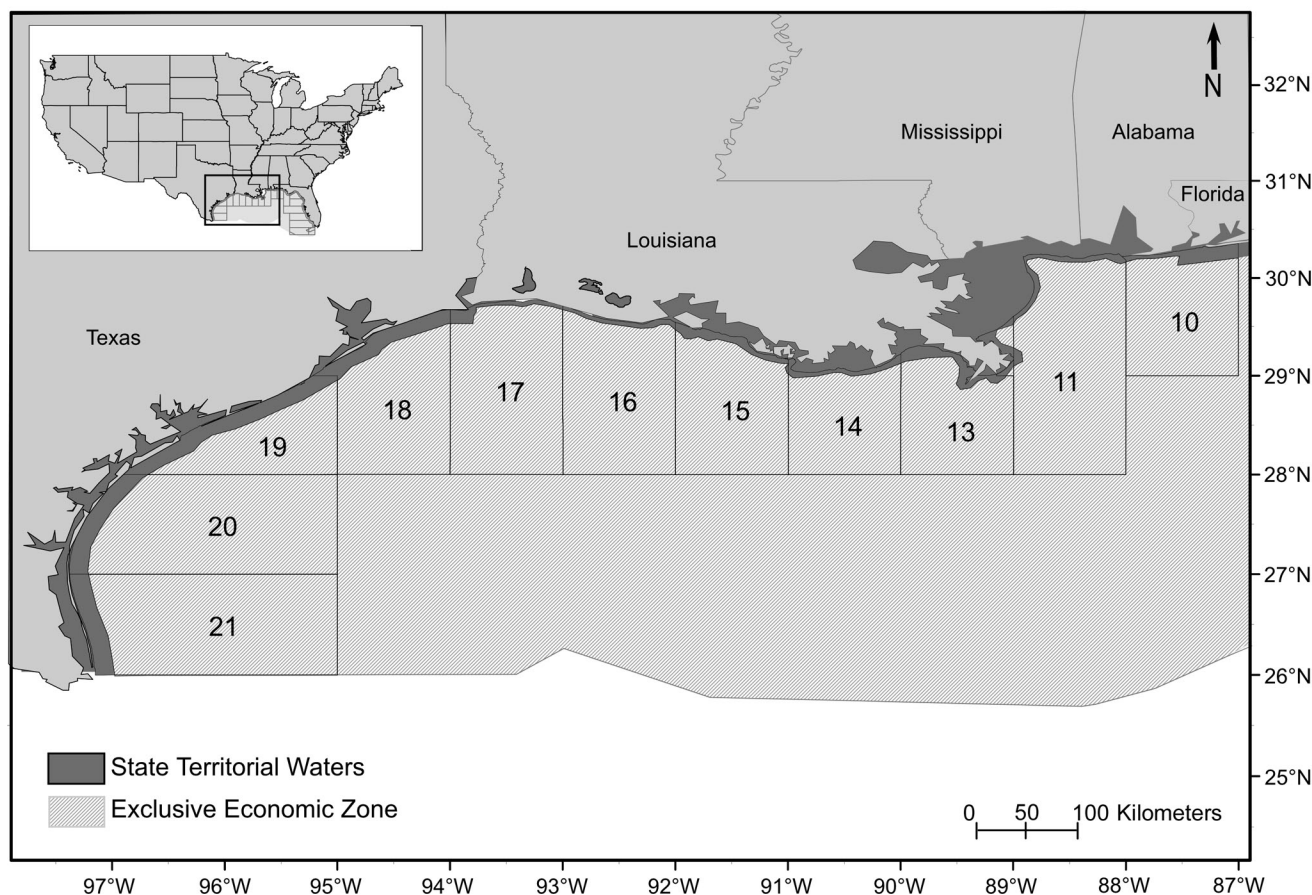 N
32°N
Mississippi
Alabama
31°N
Florida
Louisiana
30°N
Texas
10
29°N
11
17
18
16
15
14
13
19
28°N
20
27°N
21
26°N
State Territorial Waters
25°N
Exclusive Economic Zone
0 50 100 Kilometers
97°W 96°W 95°W 94°W 93°W 92°W 91°W 90°W 89°W 88°W 87°W